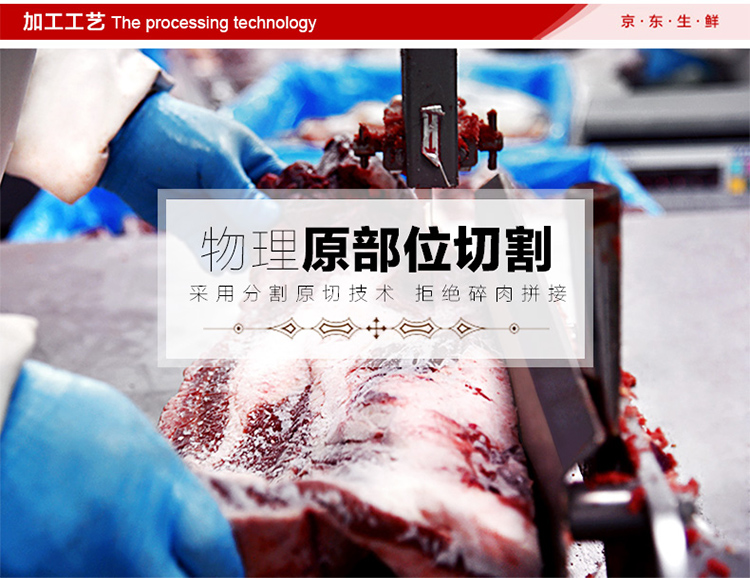 加工工艺 The processing technology
京·东·生·鲜
物理原部位切割
采用分割原切技术 拒绝碎肉拼接